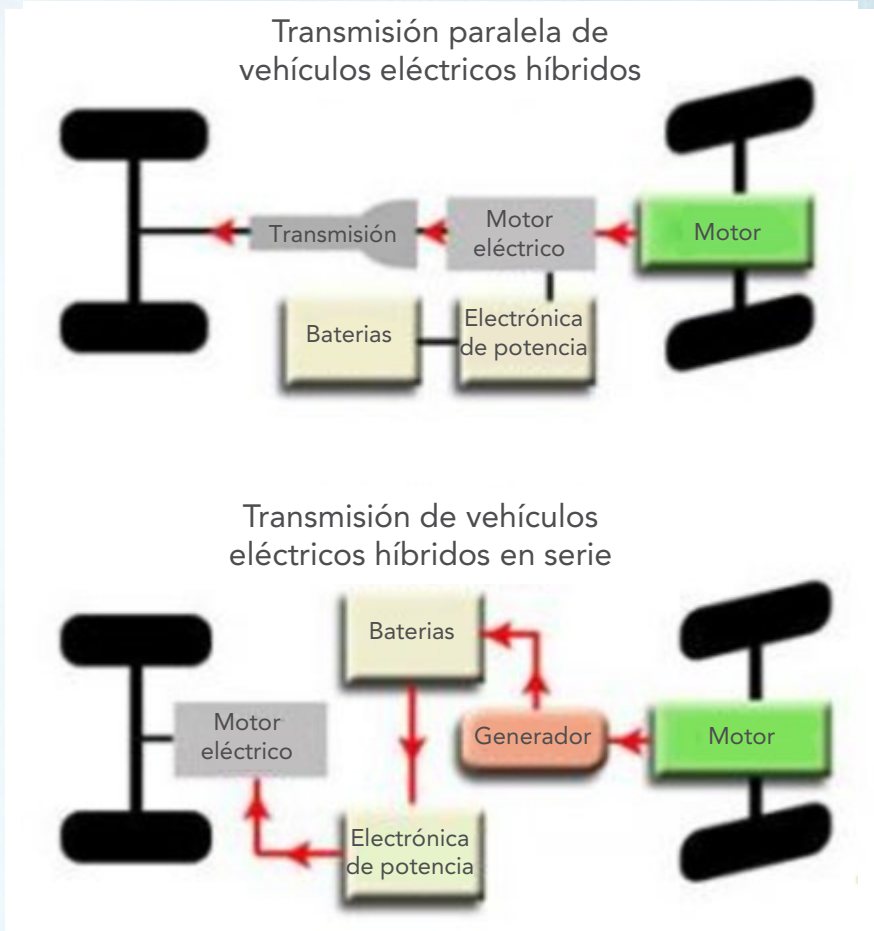 Transmisión paralela de
vehículos eléctricos híbridos
Transmisión
Motor
eléctrico
Motor
Baterias
Electrónica
de potencia
Transmisión de vehículos
eléctricos híbridos en serie
Baterias
Motor
eléctrico
Generador
Motor
Electrónica
de potencia